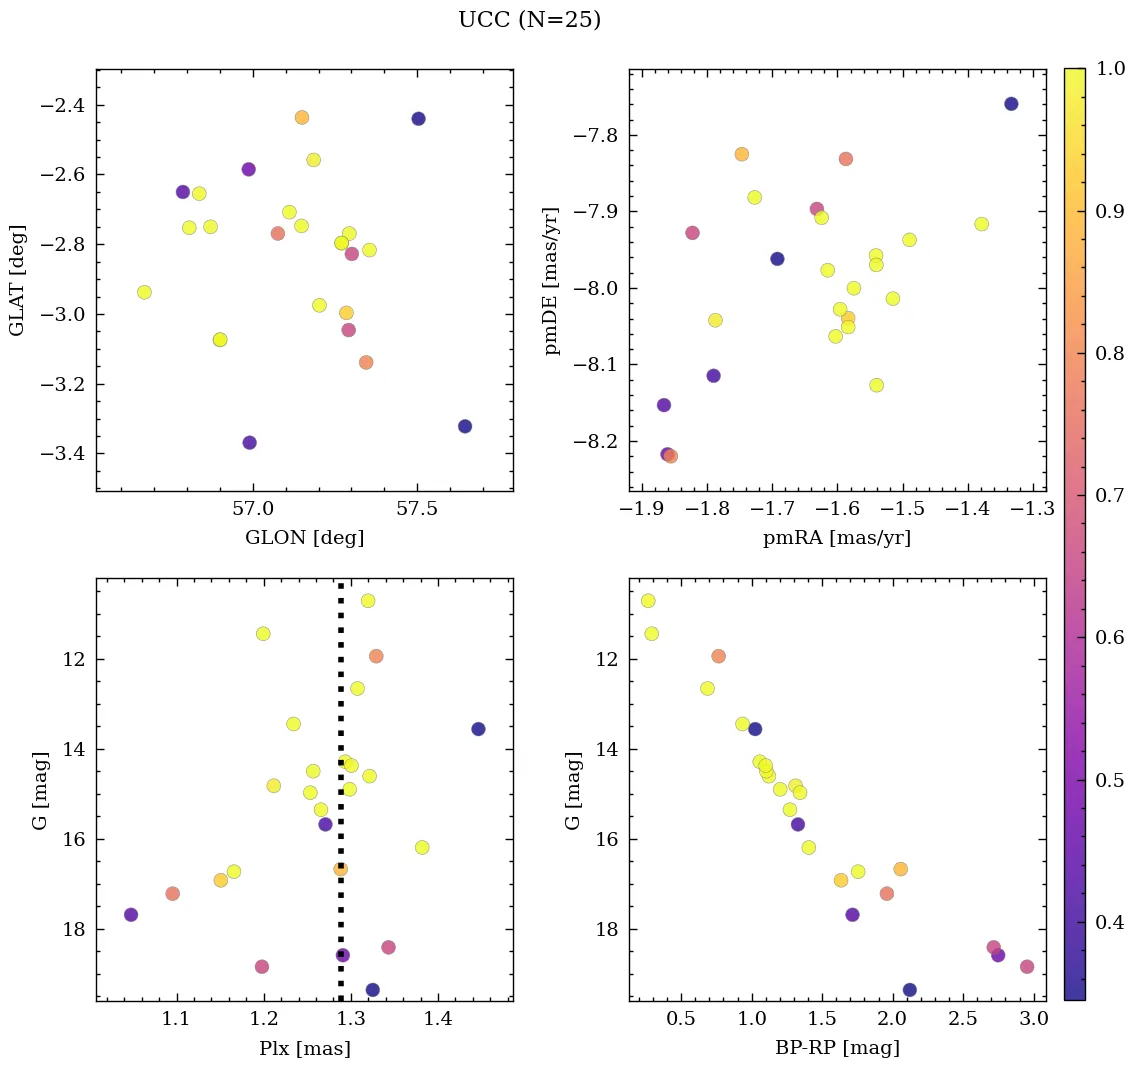 UCC (N=25)
−2.4
−2.6
−2.8
−3.0
−3.2
−3.4
GLAT [deg]
57.0 57.5
GLON [deg]
−7.8
−7.9
−8.0
−8.1
−8.2
pmDE [mas/yr]
−1.9 −1.8 −1.7 −1.6 −1.5 −1.4 −1.3
pmRA [mas/yr]
12
14
16
18
G [mag]
1.1 1.2 1.3 1.4
Plx [mas]
12
14
16
18
G [mag]
0.5 1.0 1.5 2.0 2.5 3.0
BP-RP [mag]
1.0
0.9
0.8
0.7
0.6
0.5
0.4